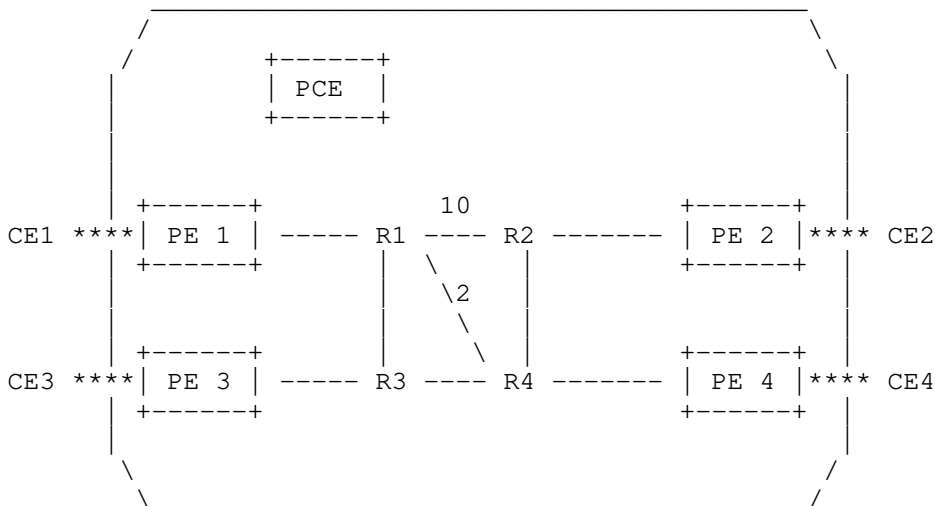 PCE
10
CE1 **** PE 1 ----- R1 ---- R2 ------- PE 2 **** CE2
2
CE3 **** PE 3 ----- R3 ---- R4 ------- PE 4 **** CE4